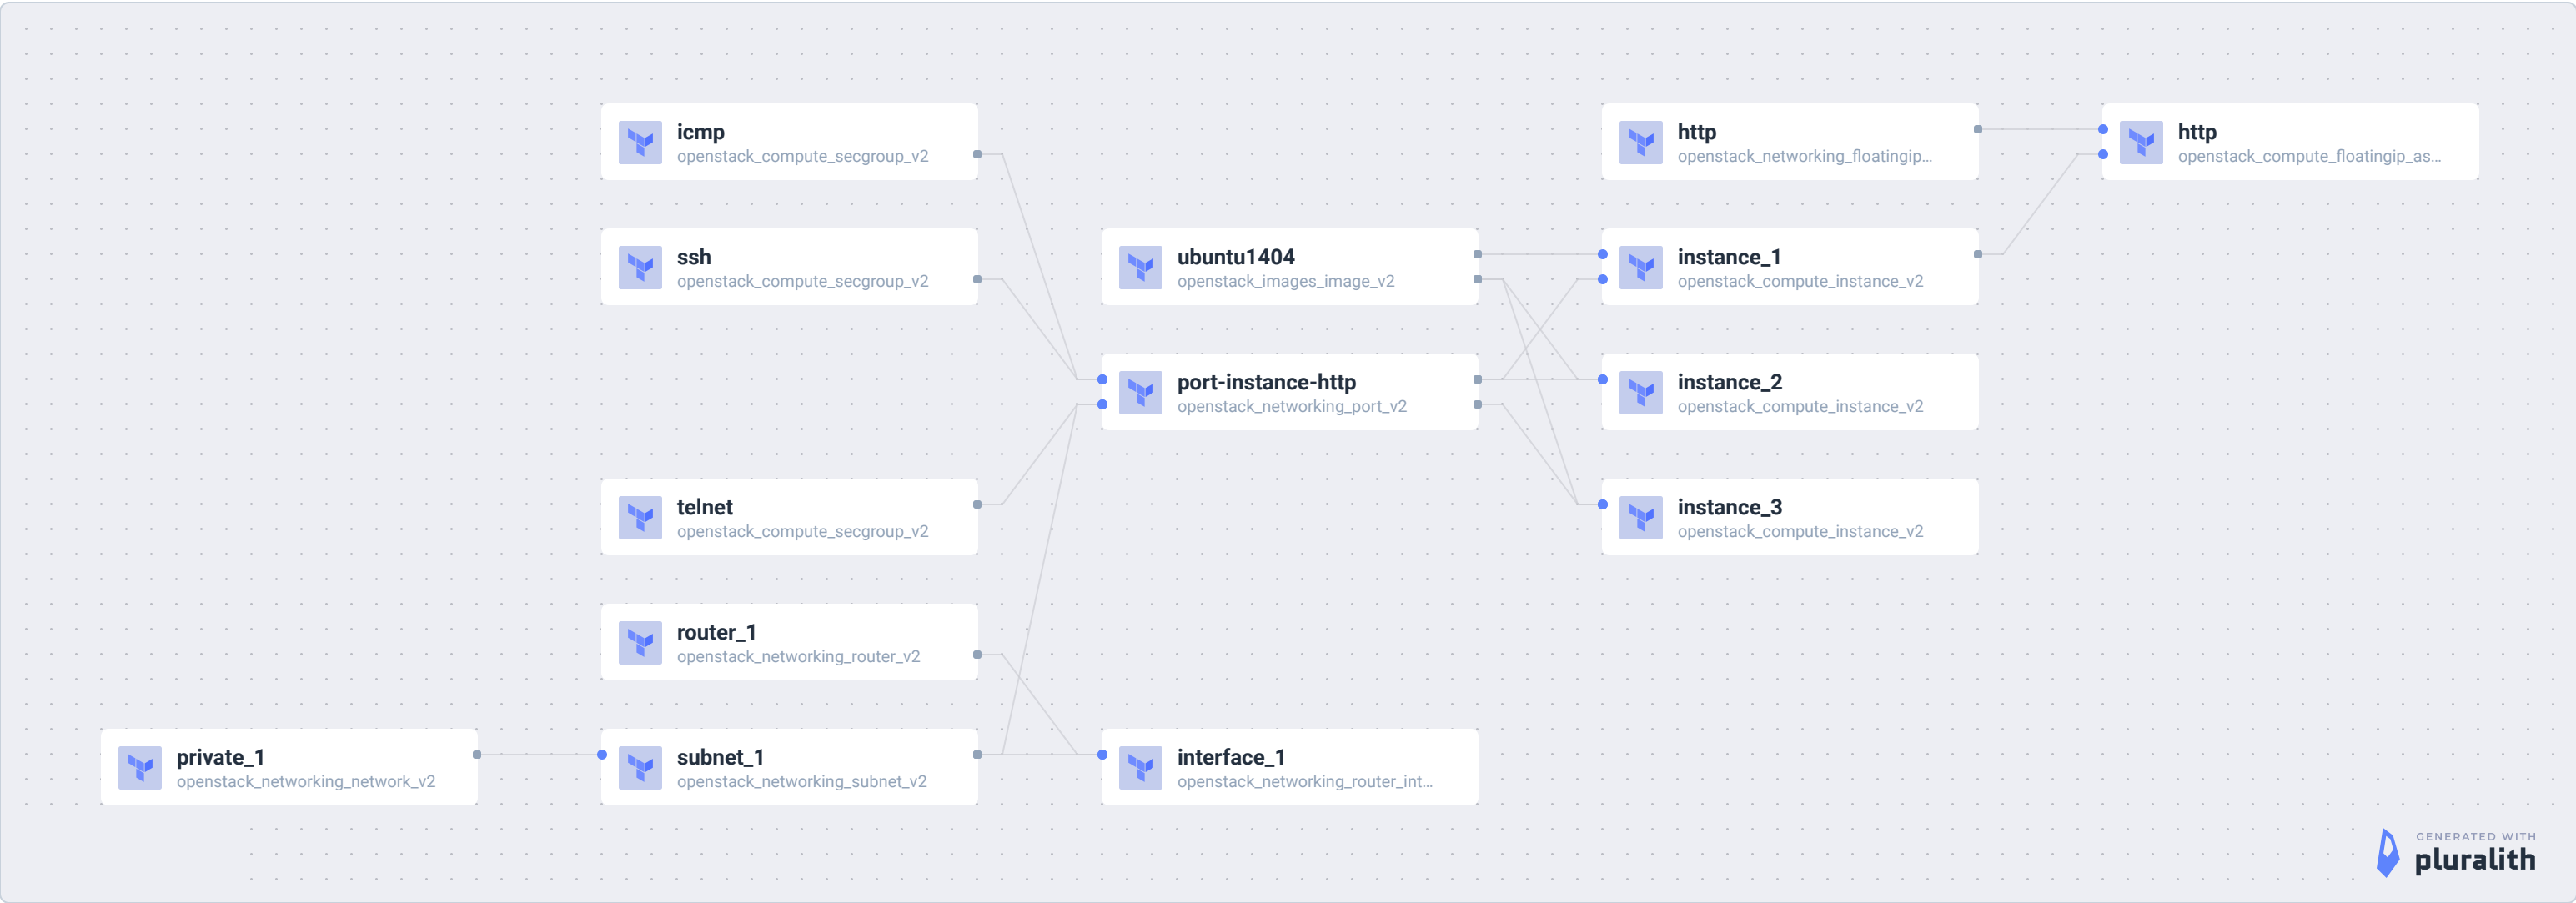 icmp
openstack_compute_secgroup_v2
http
openstack_networking_floatingip...
http
openstack_compute_floatingip_as...
ssh
openstack_compute_secgroup_v2
ubuntu1404
openstack_images_image_v2
instance_1
openstack_compute_instance_v2
port-instance-http
openstack_networking_port_v2
instance_2
openstack_compute_instance_v2
telnet
openstack_compute_secgroup_v2
instance_3
openstack_compute_instance_v2
router_1
openstack_networking_router_v2
private_1
openstack_networking_network_v2
subnet_1
openstack_networking_subnet_v2
interface_1
openstack_networking_router_int...
GENERATED WITH
pluralith